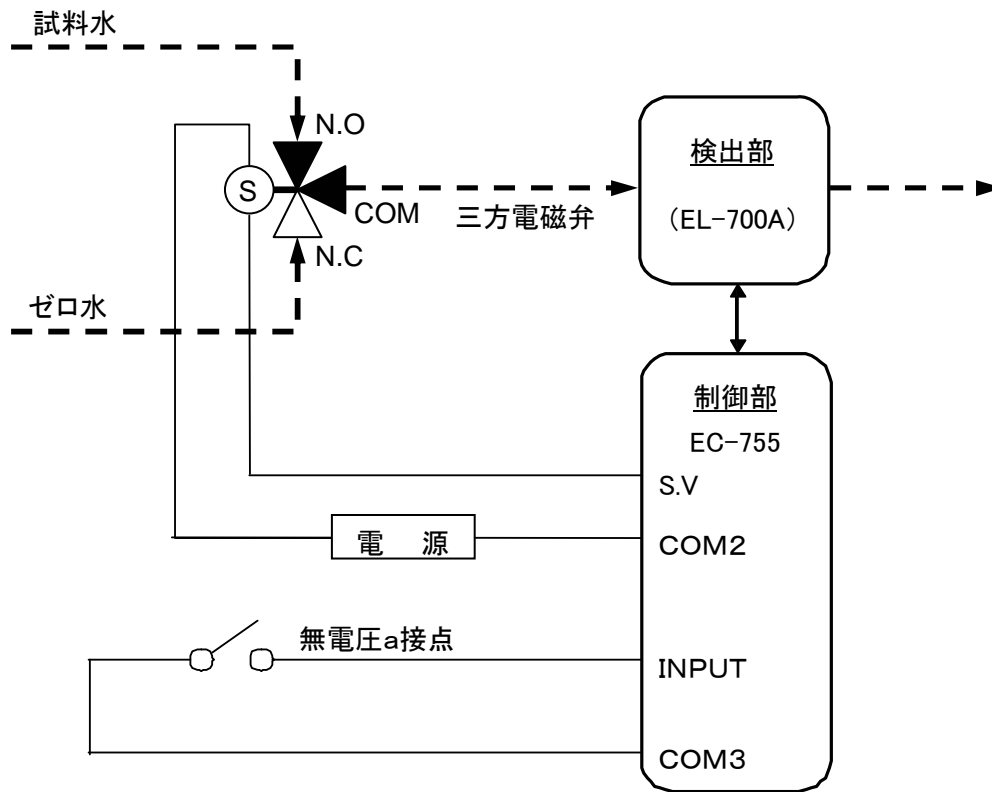 試料水
N.O
S
COM
三方電磁弁
N.C
ゼロ水
検出部
（EL-700A）
制御部
EC-755
S.V
電　源
COM2
無電圧a接点
INPUT
COM3